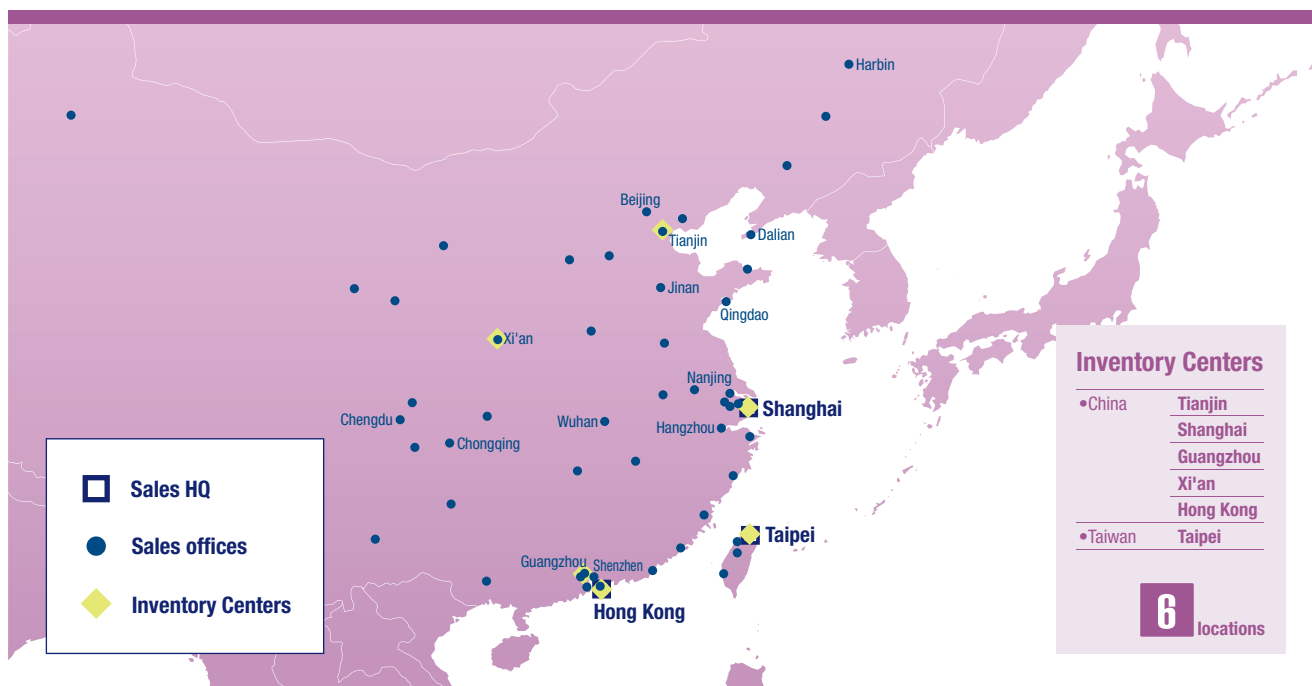 Harbin
Beijing
Tianjin
Dalian
Jinan
Qingdao
Xi'an
Nanjing
Shanghai
Chengdu
Wuhan
Hangzhou
Chongqing
Taipei
Guangzhou
Shenzhen
Hong Kong
Sales HQ
Sales offices
Inventory Centers
Inventory Centers
•China Tianjin
Shanghai
Guangzhou
Xi'an
Hong Kong
•Taiwan Taipei
6 locations